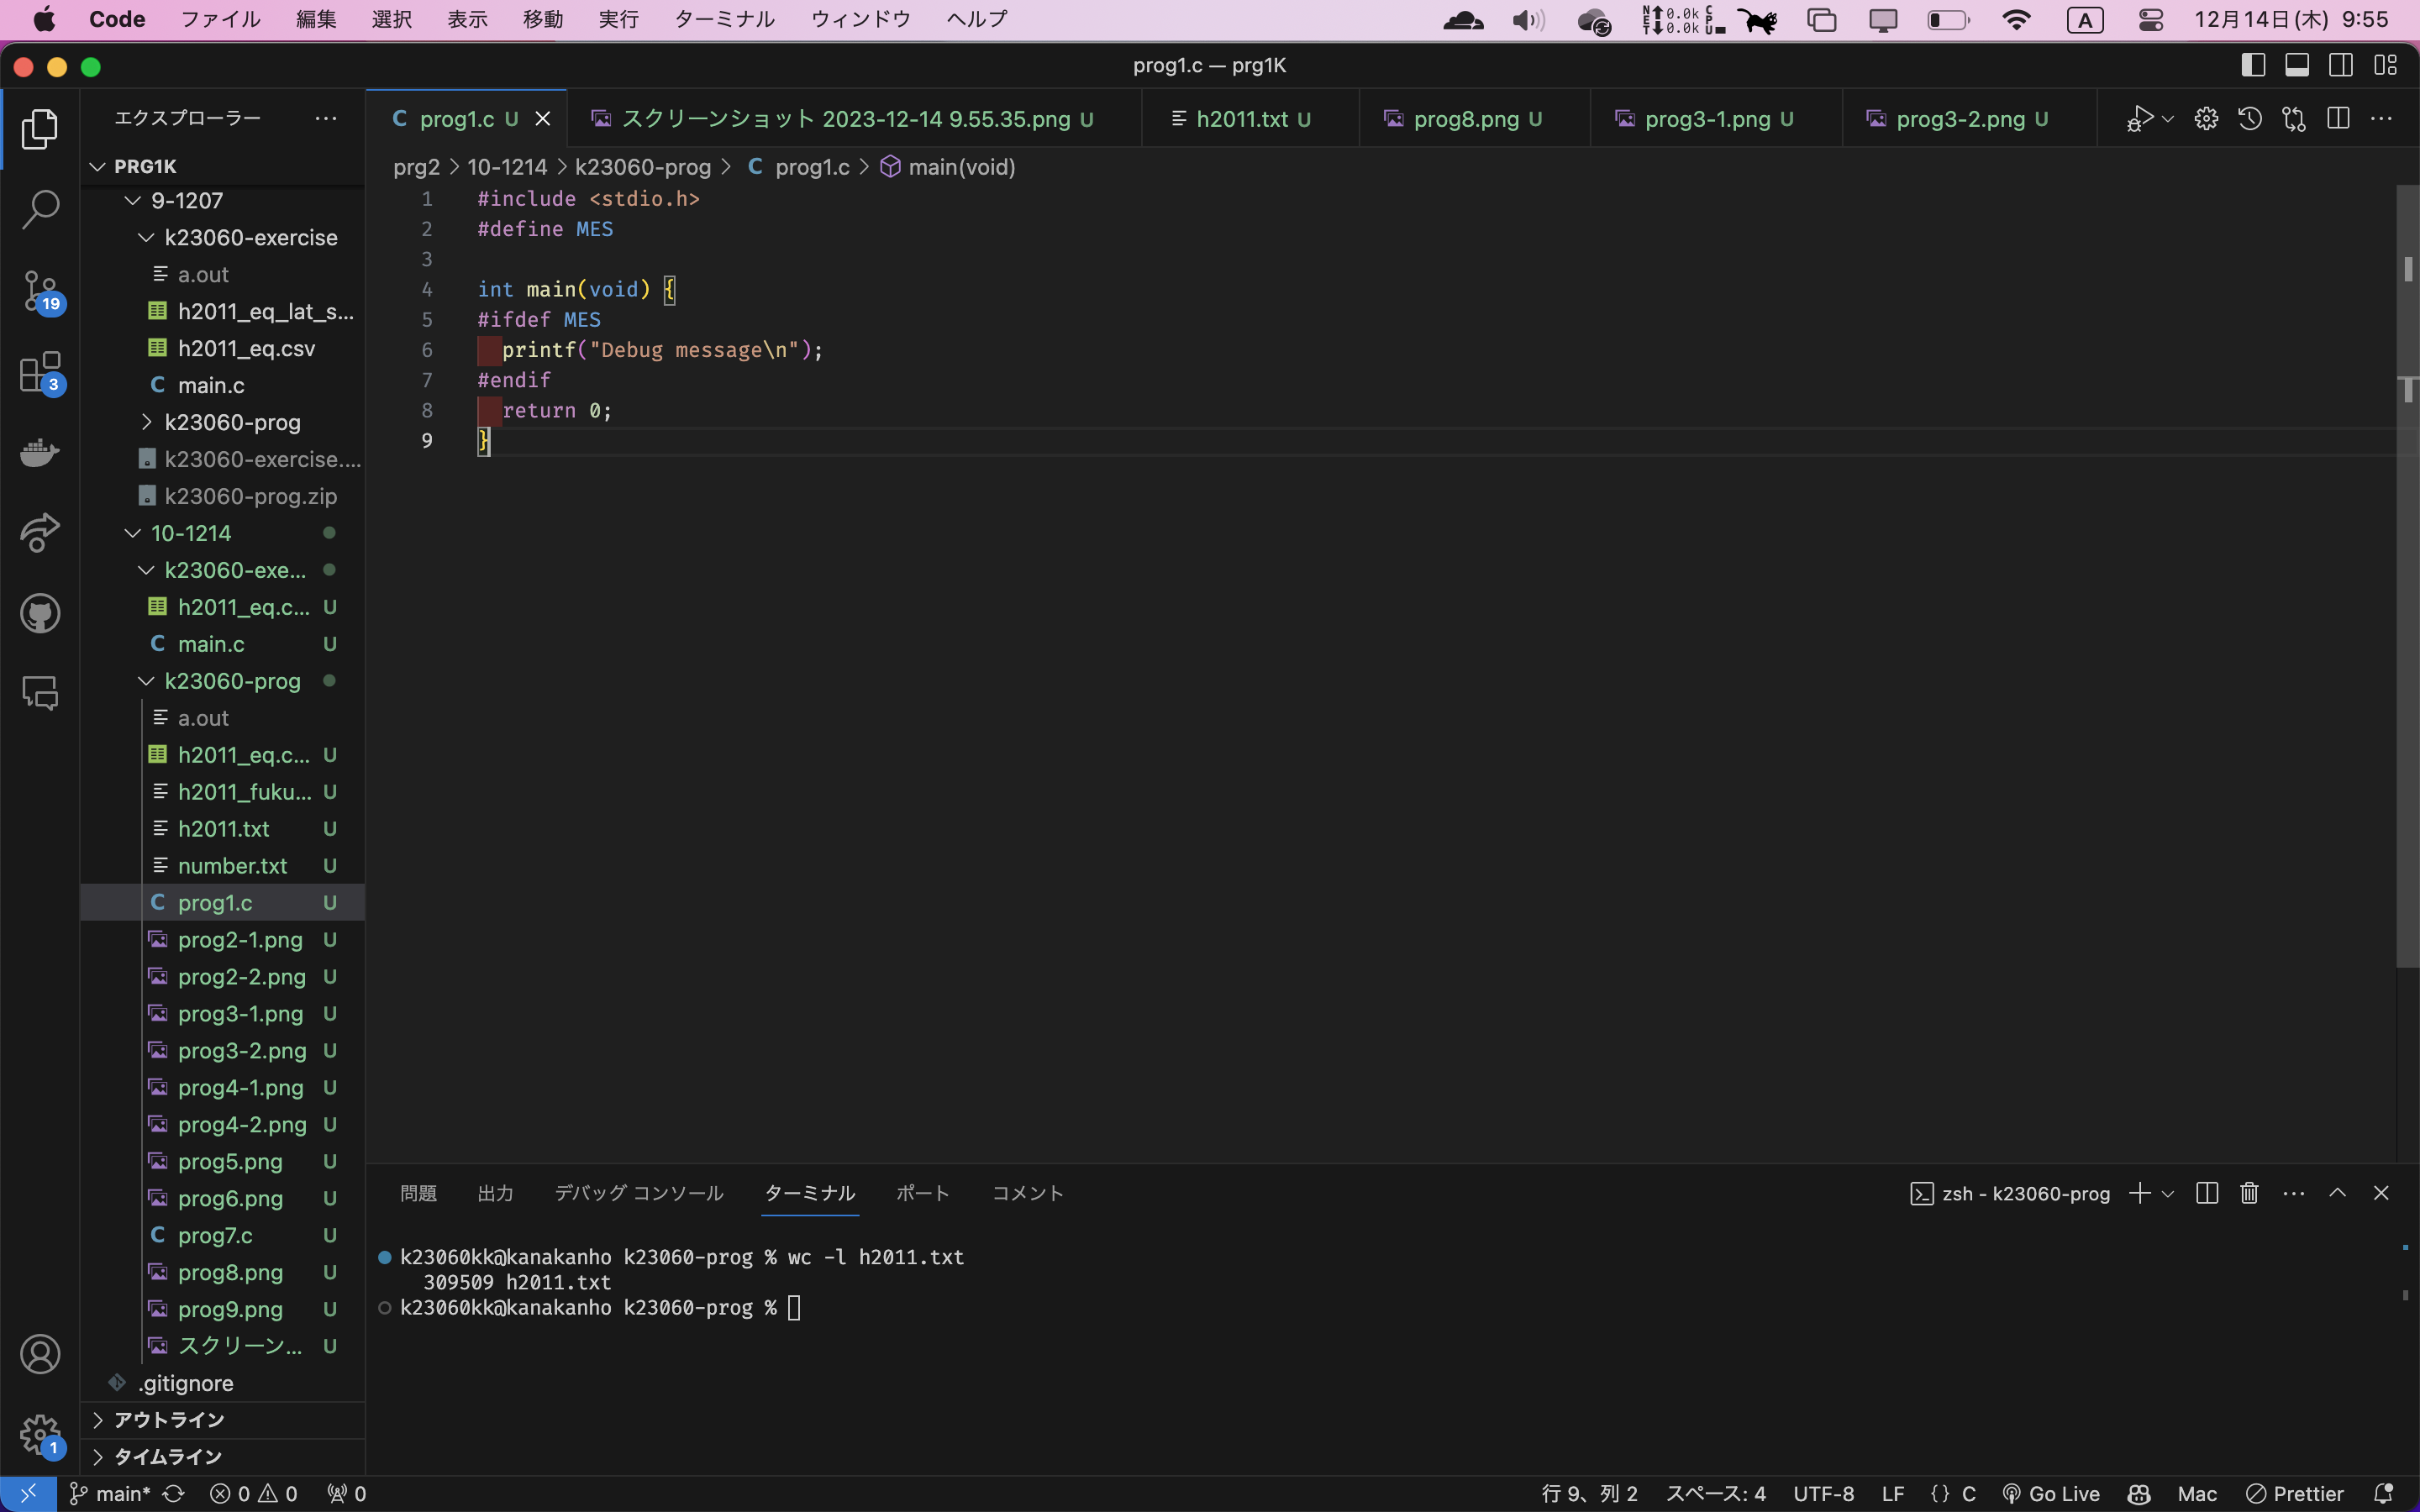 Code ファイル 編集 選択 表示 移動 実行 ターミナル ウィンドウ ヘルプ
NET 0.0k 0.0k CPU A 12月14日(木) 9:55
prog1.c — prg1K
エクスプローラー
PRG1K
9-1207
k23060-exercise
a.out
h2011_eq_lat_s...
h2011_eq.csv
main.c
k23060-prog
k23060-exercise....
k23060-prog.zip
10-1214
k23060-exe...
h2011_eq.c... U
main.c U
k23060-prog
a.out
h2011_eq.c... U
h2011_fuku... U
h2011.txt U
number.txt U
prog1.c U
prog2-1.png U
prog2-2.png U
prog3-1.png U
prog3-2.png U
prog4-1.png U
prog4-2.png U
prog5.png U
prog6.png U
prog7.c U
prog8.png U
prog9.png U
スクリーン... U
.gitignore
アウトライン
タイムライン
19
3
1
C prog1.c U スクリーンショット 2023-12-14 9.55.35.png U h2011.txt U prog8.png U prog3-1.png U prog3-2.png U
prg2 > 10-1214 > k23060-prog > C prog1.c > main(void)
1 #include <stdio.h>
2 #define MES
3
4 int main(void) {
5 #ifdef MES
6 printf("Debug message\n");
7 #endif
8 return 0;
9 }
問題 出力 デバッグ コンソール ターミナル ポート コメント
zsh - k23060-prog
k23060kk@kanakanho k23060-prog % wc -l h2011.txt
309509 h2011.txt
k23060kk@kanakanho k23060-prog %
main* 0 0 0 行 9、列 2 スペース: 4 UTF-8 LF {} C Go Live Mac Prettier